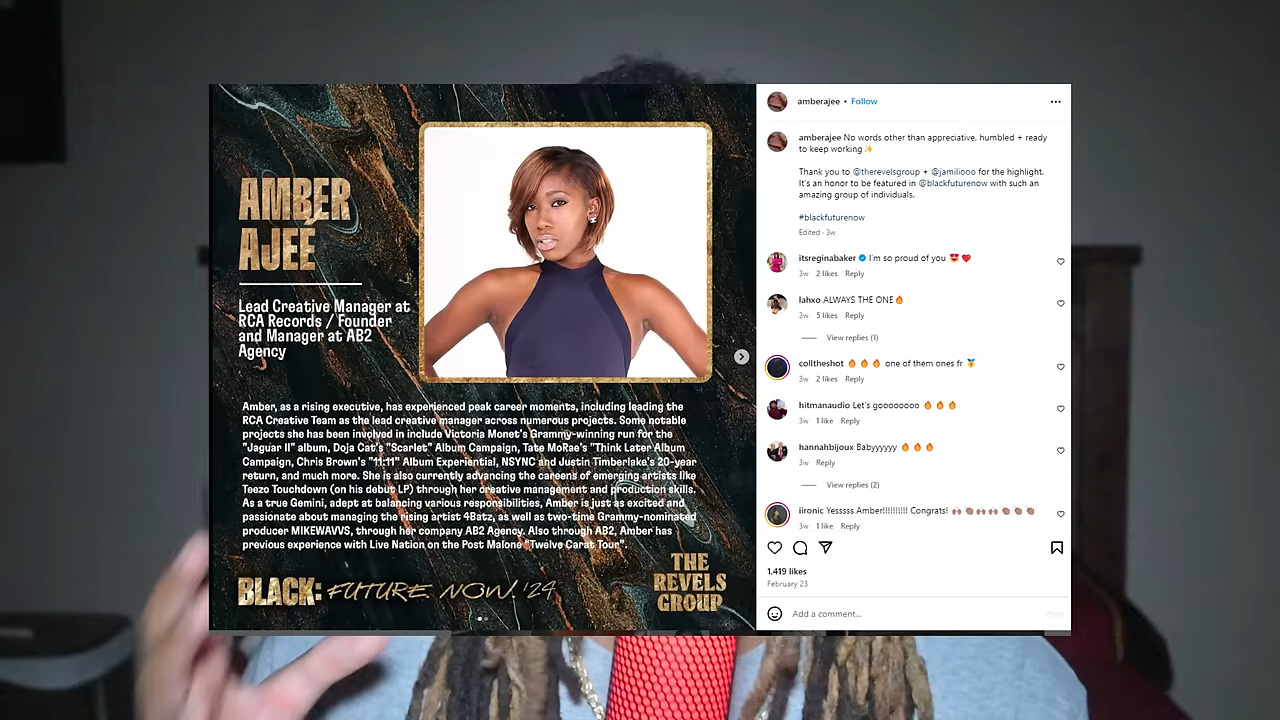 AMBER
AJEÉ
Lead Creative Manager at
RCA Records / Founder
and Manager at AB2
Agency
Amber, as a rising executive, has experienced peak career moments, including leading the
RCA Creative Team as the lead creative manager across numerous projects. Some notable
projects she has been involved in include Victoria Monet's Grammy-winning run for the
"Jaguar II" album, Doja Cat's "Scarlet" Album Campaign, Tate McRae's "Think Later Album
Campaign, Chris Brown's "11:11" Album Experiential, NSYNC and Justin Timberlake's 20-year
return, and much more. She is also currently advancing the careens of emerging artists like
Teezo Touchdown (on his debut LP) through her creative management and production skills.
As a true Gemini, adept at balancing various responsibilities, Amber is just as excited and
passionate about managing the rising artist 4Batz, as well as two-time Grammy-nominated
producer MIKEWAVVS, through her company AB2 Agency. Also through AB2, Amber has
previous experience with Live Nation on the Post Malone "Twelve Carat Tour".
BLACK: FUTURE. NOW. '24
THE
REVELS
GROUP
amberajee • Follow
amberajee No words other than appreciative, humbled + ready
to keep working✨
Thank you to @therevelsgroup + @jamiliooo for the highlight.
It's an honor to be featured in @blackfuturenow with such an
amazing group of individuals.
#blackfuturenow
Edited · 3w
itsreginabaker I'm so proud of you 😍❤️
3w 2 likes Reply
lahxo ALWAYS THE ONE🔥
3w 5 likes Reply
View replies (1)
colltheshot 🔥 🔥 🔥 one of them ones fr 🏅
3w 2 likes Reply
hitmanaudio Let's goooooooo 🔥 🔥 🔥
3w 1 like Reply
hannahbijoux Babyyyyyy 🔥 🔥 🔥
3w Reply
View replies (2)
iironic Yesssss Amber!!!!!!!!!! Congrats! 🙌🏽 👏🏽 🙌🏽 🙌🏽 👏🏽 👏🏽 👏🏽
3w 1 like Reply
1,419 likes
February 23
Add a comment...